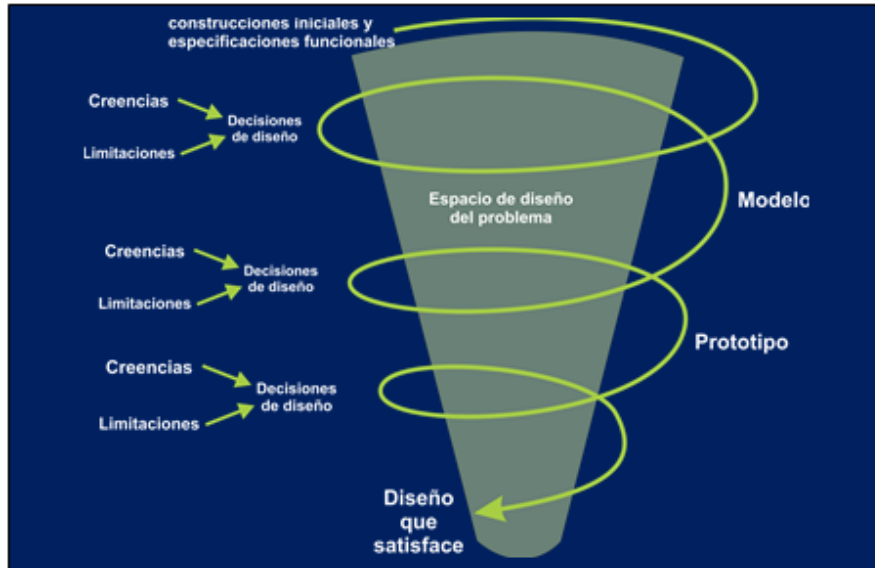 construcciones iniciales y
especificaciones funcionales
Creencias
Decisiones
de diseño
Limitaciones
Espacio de diseño
del problema
Modelo
Creencias
Decisiones
de diseño
Limitaciones
Prototipo
Creencias
Decisiones
de diseño
Limitaciones
Diseño
que
satisface